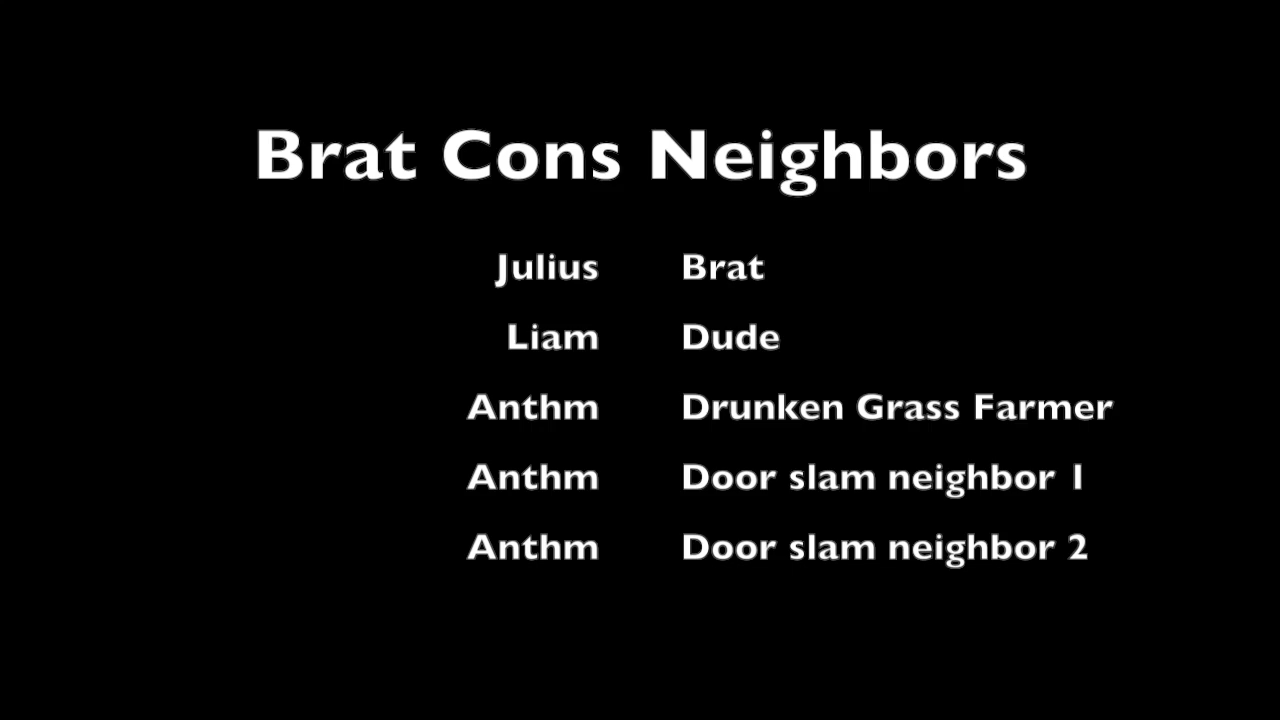 Brat Cons Neighbors
Julius Brat
Liam Dude
Anthm Drunken Grass Farmer
Anthm Door slam neighbor 1
Anthm Door slam neighbor 2